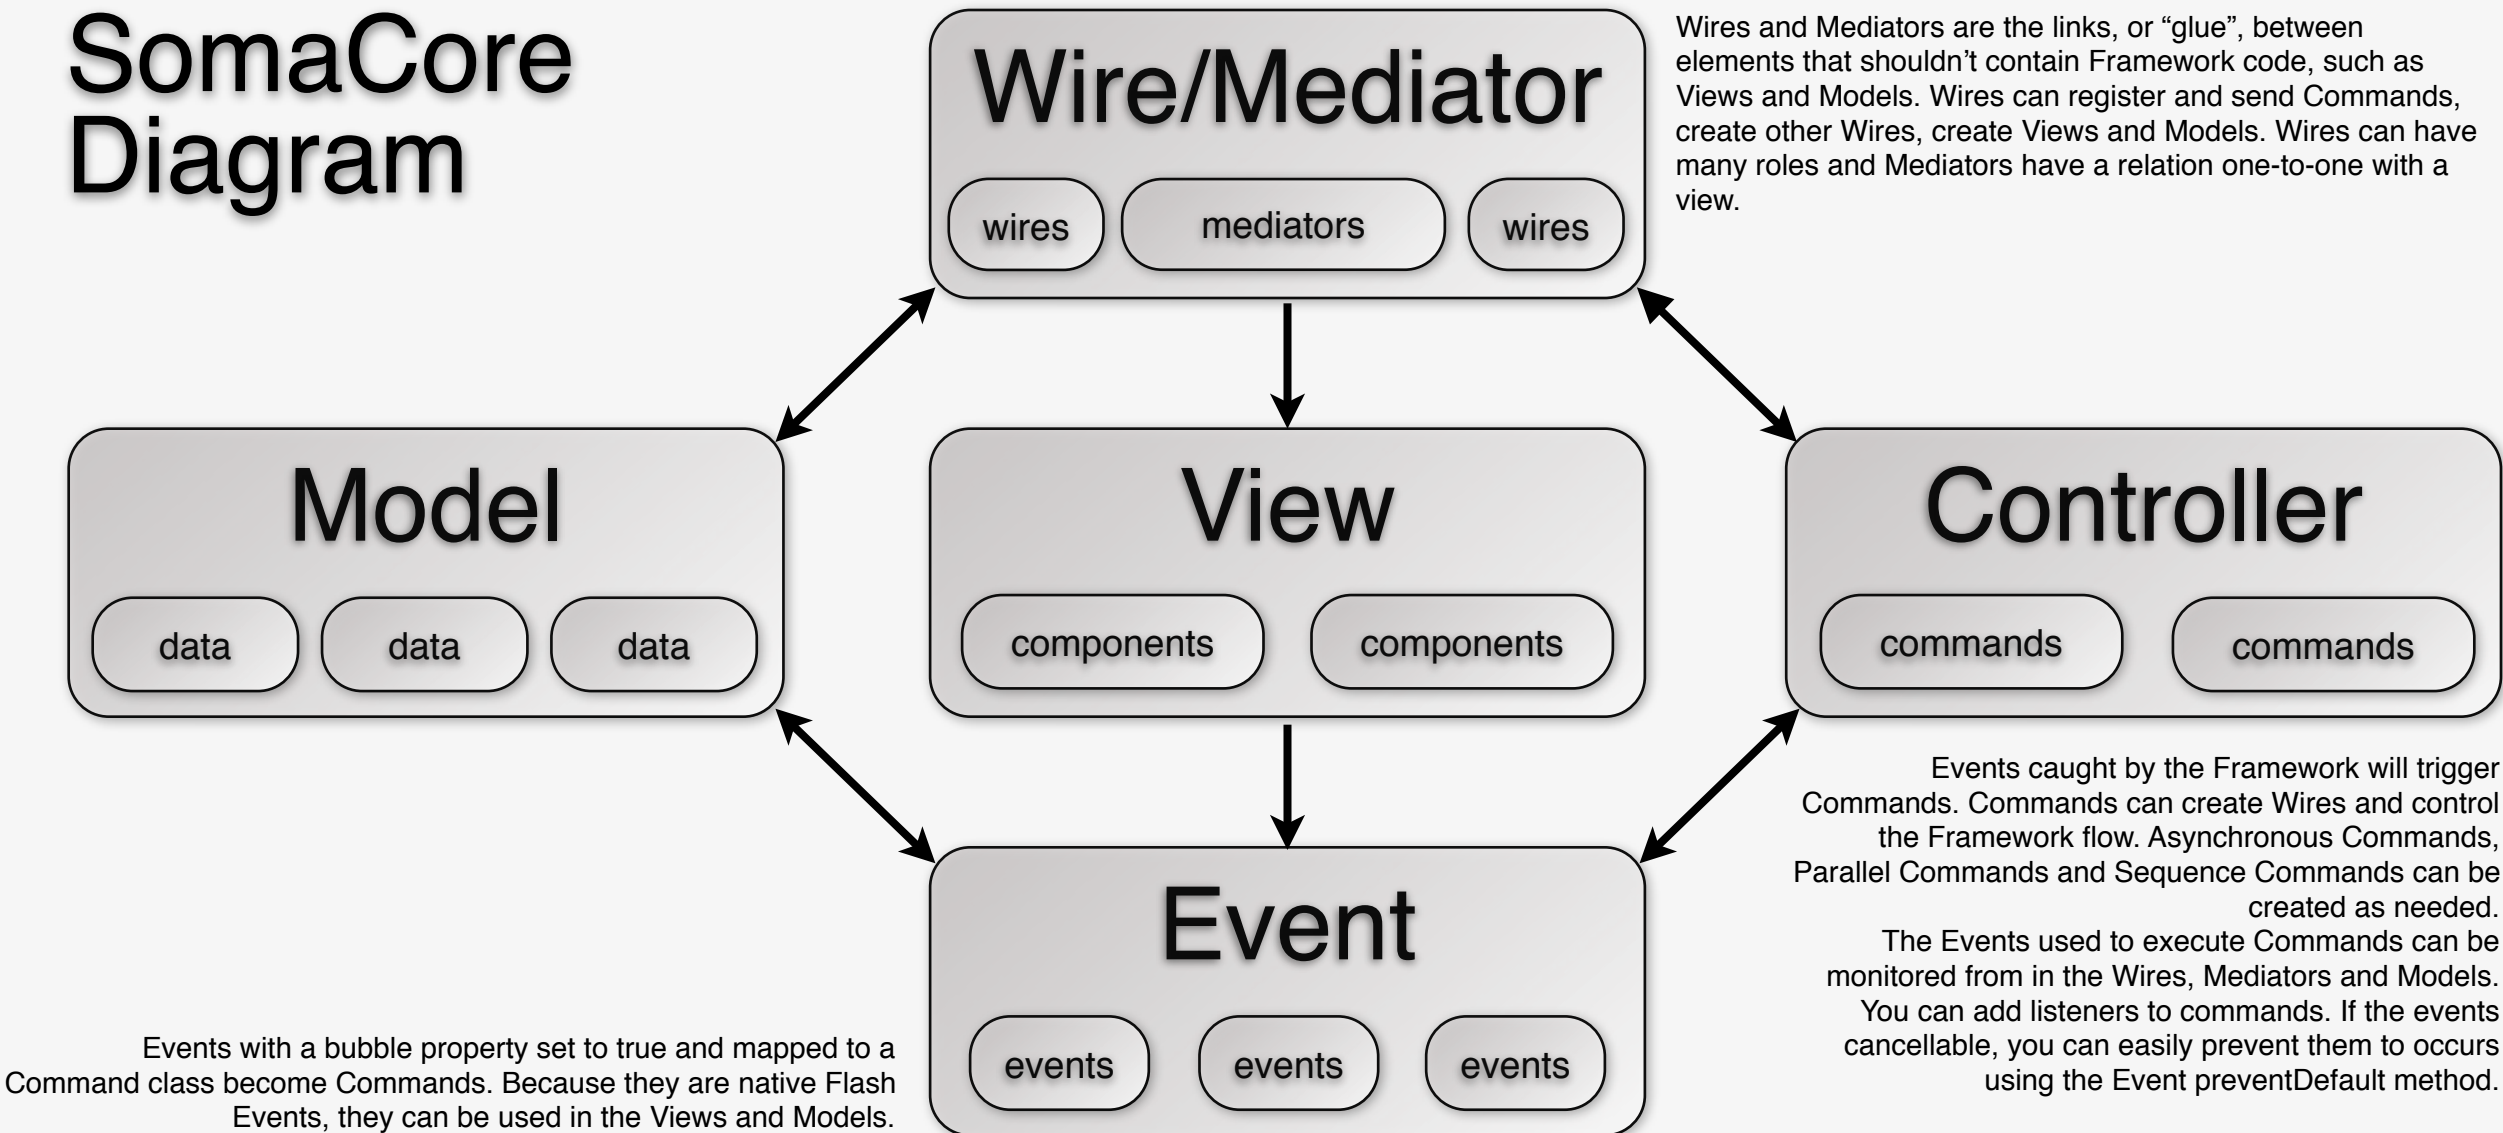 SomaCore
Diagram
Wire/Mediator
wires
mediators
wires
Wires and Mediators are the links, or “glue”, between
elements that shouldn’t contain Framework code, such as
Views and Models. Wires can register and send Commands,
create other Wires, create Views and Models. Wires can have
many roles and Mediators have a relation one-to-one with a
view.
Model
data
data
data
View
components
components
Controller
commands
commands
Events caught by the Framework will trigger
Commands. Commands can create Wires and control
the Framework flow. Asynchronous Commands,
Parallel Commands and Sequence Commands can be
created as needed.
The Events used to execute Commands can be
monitored from in the Wires, Mediators and Models.
You can add listeners to commands. If the events
cancellable, you can easily prevent them to occurs
using the Event preventDefault method.
Event
events
events
events
Events with a bubble property set to true and mapped to a
Command class become Commands. Because they are native Flash
Events, they can be used in the Views and Models.